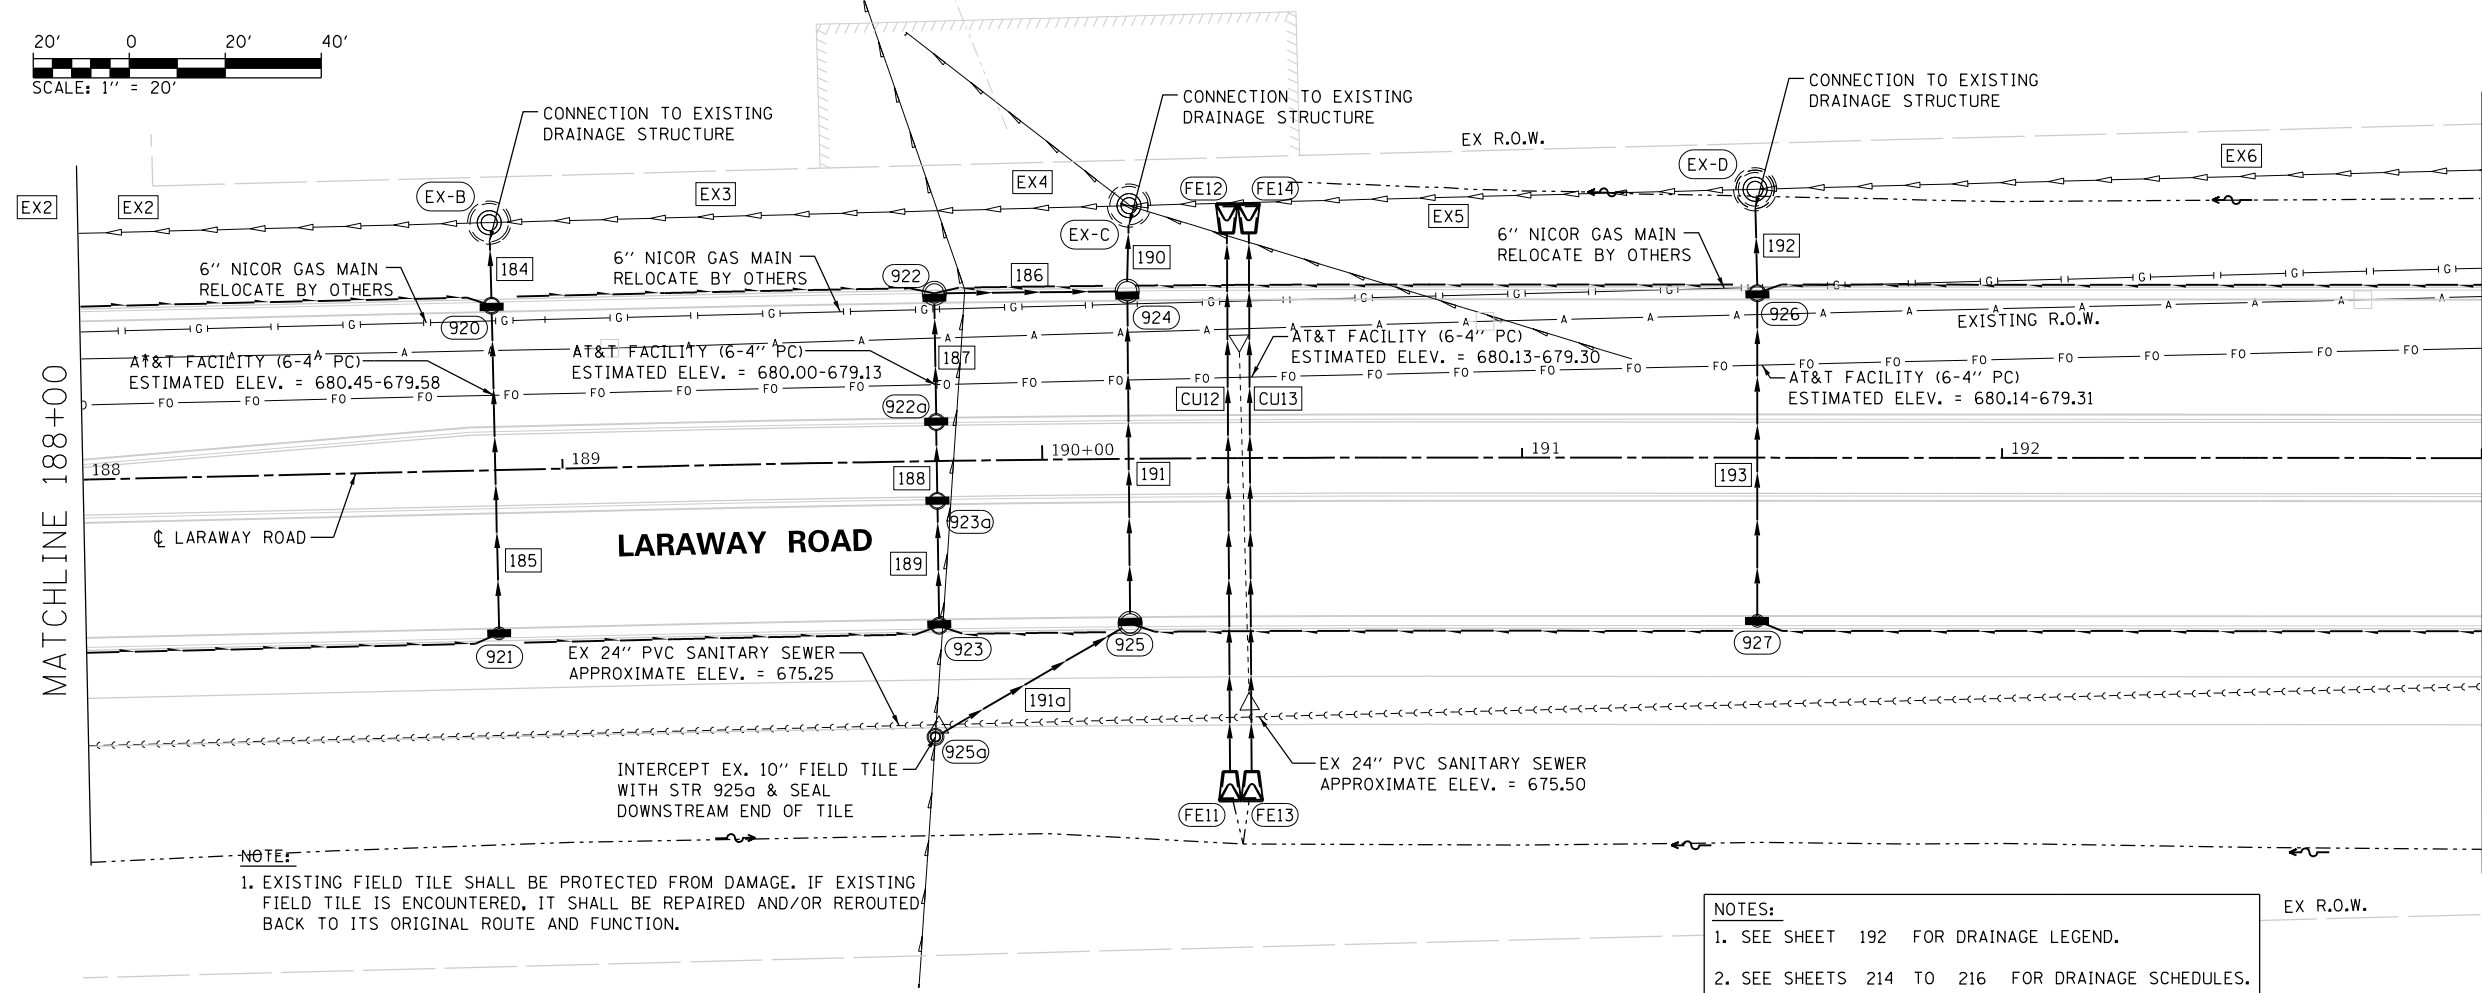 20' 0 20' 40'
SCALE: 1" = 20'
CONNECTION TO EXISTING
DRAINAGE STRUCTURE
CONNECTION TO EXISTING
DRAINAGE STRUCTURE
CONNECTION TO EXISTING
DRAINAGE STRUCTURE
EX R.O.W.
EX2
EX2
EX-B
EX3
EX4
EX-C
FE12
FE14
EX5
EX-D
EX6
6" NICOR GAS MAIN
RELOCATE BY OTHERS
184
920
6" NICOR GAS MAIN
RELOCATE BY OTHERS
922
186
190
924
6" NICOR GAS MAIN
RELOCATE BY OTHERS
192
926
EXISTING R.O.W.
AT&T FACILITY (6-4" PC)
ESTIMATED ELEV. = 680.45-679.58
AT&T FACILITY (6-4" PC)
ESTIMATED ELEV. = 680.00-679.13
187
AT&T FACILITY (6-4" PC)
ESTIMATED ELEV. = 680.13-679.30
AT&T FACILITY (6-4" PC)
ESTIMATED ELEV. = 680.14-679.31
922a
CU12
CU13
MATCHLINE 188+00
188
189
190+00
191
192
188
191
193
℄ LARAWAY ROAD
LARAWAY ROAD
923a
185
189
921
923
925
927
EX 24" PVC SANITARY SEWER
APPROXIMATE ELEV. = 675.25
191a
925a
INTERCEPT EX. 10" FIELD TILE
WITH STR 925a & SEAL
DOWNSTREAM END OF TILE
EX 24" PVC SANITARY SEWER
APPROXIMATE ELEV. = 675.50
FE11
FE13
NOTE:
1. EXISTING FIELD TILE SHALL BE PROTECTED FROM DAMAGE. IF EXISTING
FIELD TILE IS ENCOUNTERED, IT SHALL BE REPAIRED AND/OR REROUTED
BACK TO ITS ORIGINAL ROUTE AND FUNCTION.
NOTES:
1. SEE SHEET 192 FOR DRAINAGE LEGEND.
2. SEE SHEETS 214 TO 216 FOR DRAINAGE SCHEDULES.
EX R.O.W.